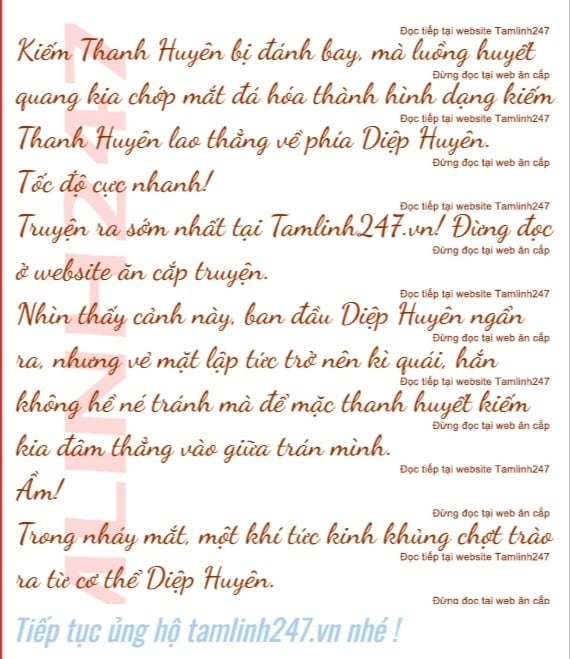 Đọc tiếp tại website Tamlinh247
Kiếm Thanh Huyên bị đánh bay, mà luồng huyết
Đừng đọc tại web ăn cắp
quang kia chớp mắt đá hóa thành hình dạng kiếm
Đọc tiếp tại website Tamlinh247
Thanh Huyên lao thẳng về phía Diệp Huyên.
Đừng đọc tại web ăn cắp
Tốc độ cực nhanh!
Đọc tiếp tại website Tamlinh247
Truyện ra sớm nhất tại Tamlinh247.vn! Đừng đọc
Đừng đọc tại web ăn cắp
ở website ăn cắp truyện.
Đọc tiếp tại website Tamlinh247
Nhìn thấy cảnh này, ban đầu Diệp Huyên ngẩn
Đừng đọc tại web ăn cắp
ra, nhưng vẻ mặt lập tức trở nên kì quái, hắn
Đọc tiếp tại website Tamlinh247
không hề né tránh mà để mặc thanh huyết kiếm
Đừng đọc tại web ăn cắp
kia đâm thẳng vào giữa trán mình.
Đọc tiếp tại website Tamlinh247
Ầm!
Đừng đọc tại web ăn cắp
Trong nháy mắt, một khí tức kinh khủng chợt trào
Đọc tiếp tại website Tamlinh247
ra từ cơ thể Diệp Huyên.
Đừng đọc tại web ăn cắp
ALINH247
Tiếp tục ủng hộ tamlinh247.vn nhé !